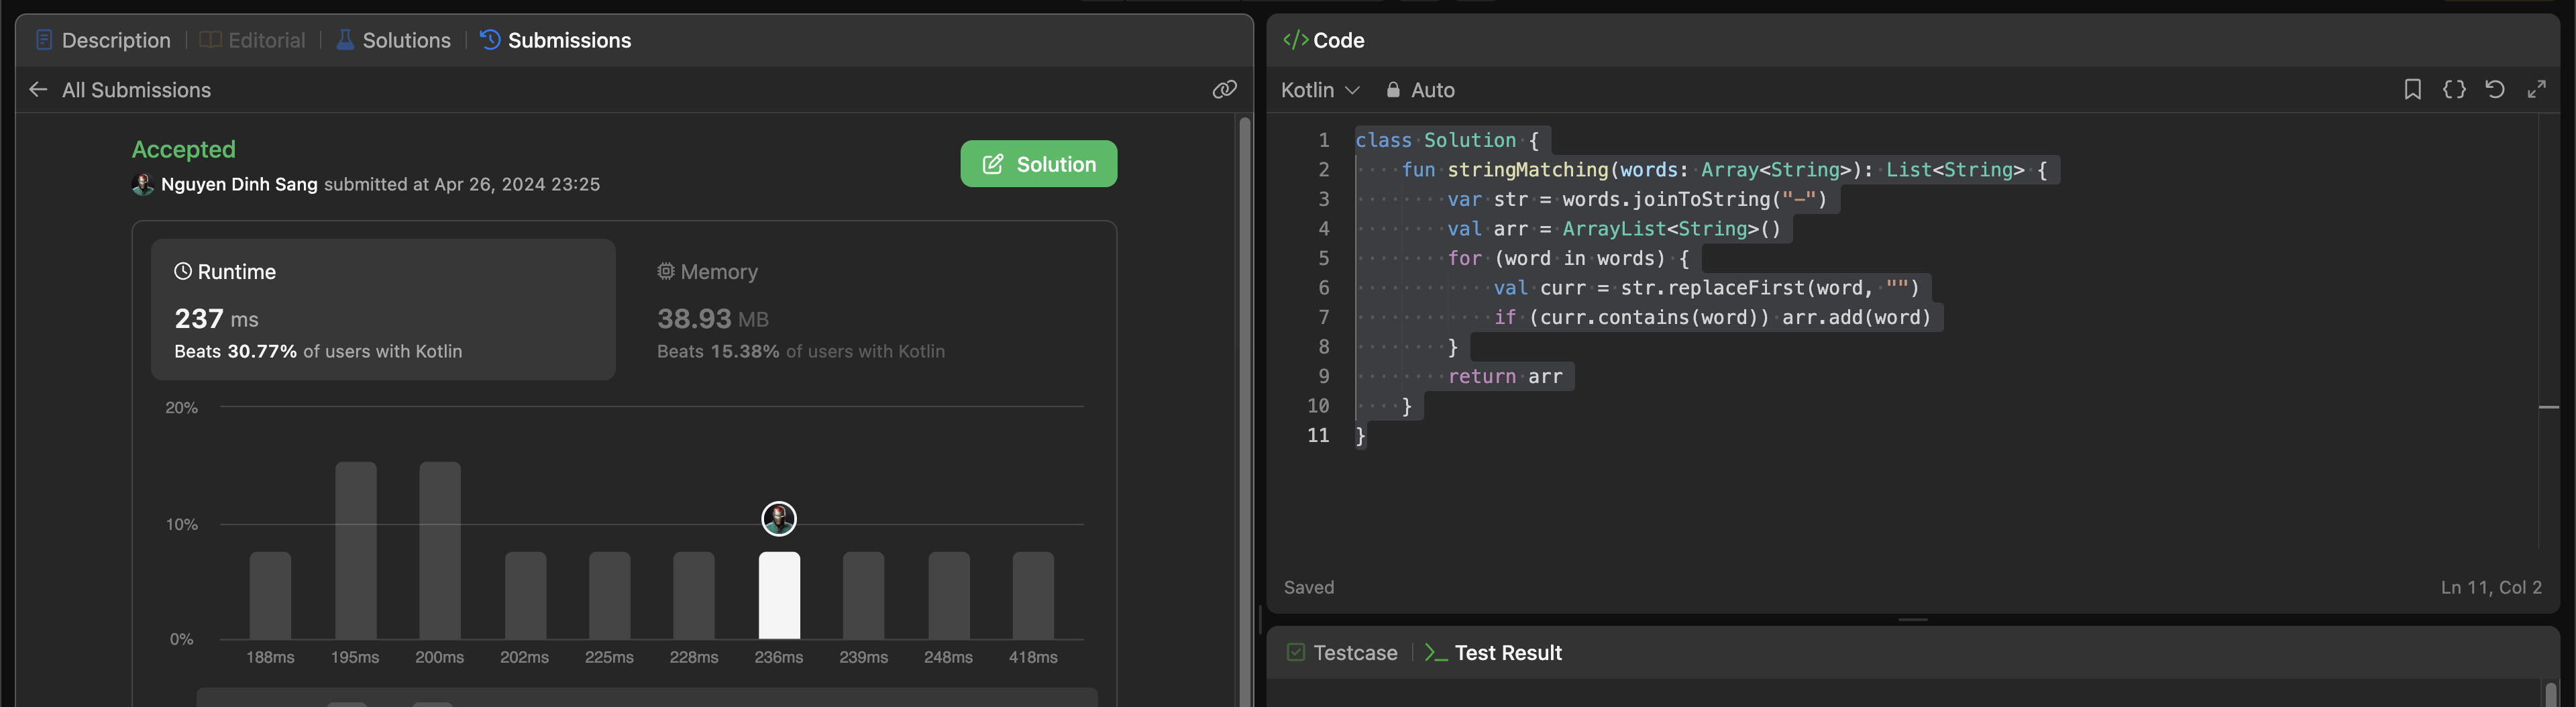 Description | Editorial | Solutions | Submissions
All Submissions
Accepted
Nguyen Dinh Sang submitted at Apr 26, 2024 23:25
Solution
Runtime
237 ms
Beats 30.77% of users with Kotlin
Memory
38.93 MB
Beats 15.38% of users with Kotlin
20%
10%
0%
188ms 195ms 200ms 202ms 225ms 228ms 236ms 239ms 248ms 418ms
</> Code
Kotlin Auto
1 class Solution {
2     fun stringMatching(words: Array<String>): List<String> {
3         var str = words.joinToString("-")
4         val arr = ArrayList<String>()
5         for (word in words) {
6             val curr = str.replaceFirst(word, "")
7             if (curr.contains(word)) arr.add(word)
8         }
9         return arr
10     }
11 }
Saved
Ln 11, Col 2
Testcase | >_ Test Result